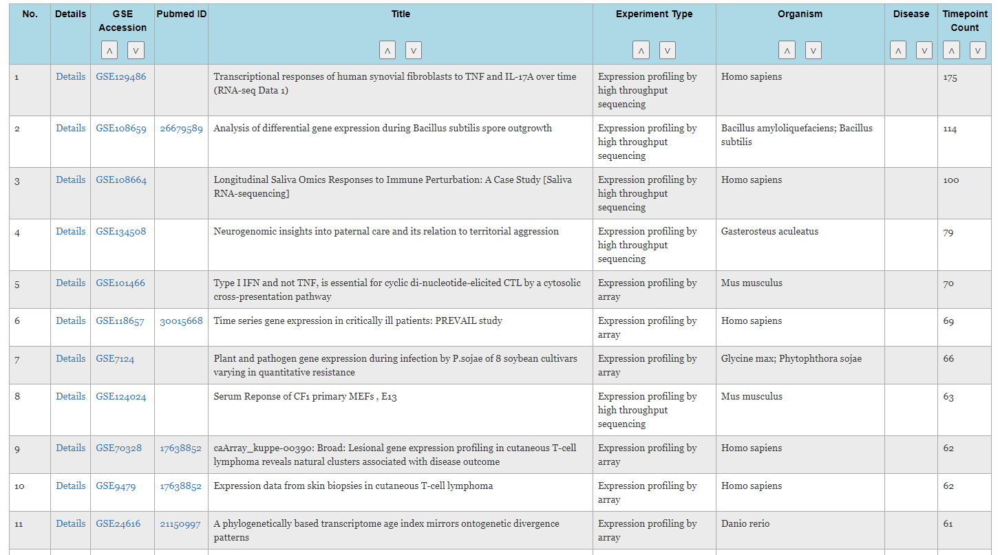 No. Details GSE Accession Pubmed ID Title Experiment Type Organism Disease Timepoint Count
1 Details GSE129486 Transcriptional responses of human synovial fibroblasts to TNF and IL-17A over time (RNA-seq Data 1) Expression profiling by high throughput sequencing Homo sapiens 175
2 Details GSE108659 26679589 Analysis of differential gene expression during Bacillus subtilis spore outgrowth Expression profiling by high throughput sequencing Bacillus amyloliquefaciens; Bacillus subtilis 114
3 Details GSE108664 Longitudinal Saliva Omics Responses to Immune Perturbation: A Case Study [Saliva RNA-sequencing] Expression profiling by high throughput sequencing Homo sapiens 100
4 Details GSE134508 Neurogenomic insights into paternal care and its relation to territorial aggression Expression profiling by high throughput sequencing Gasterosteus aculeatus 79
5 Details GSE101466 Type I IFN and not TNF, is essential for cyclic di-nucleotide-elicited CTL by a cytosolic cross-presentation pathway Expression profiling by array Mus musculus 70
6 Details GSE118657 30015668 Time series gene expression in critically ill patients: PREVAIL study Expression profiling by array Homo sapiens 69
7 Details GSE7124 Plant and pathogen gene expression during infection by P.sojae of 8 soybean cultivars varying in quantitative resistance Expression profiling by array Glycine max; Phytophthora sojae 66
8 Details GSE124024 Serum Reponse of CF1 primary MEFs , E13 Expression profiling by high throughput sequencing Mus musculus 63
9 Details GSE70328 17638852 caArray_kuppe-00390: Broad: Lesional gene expression profiling in cutaneous T-cell lymphoma reveals natural clusters associated with disease outcome Expression profiling by array Homo sapiens 62
10 Details GSE9479 17638852 Expression data from skin biopsies in cutaneous T-cell lymphoma Expression profiling by array Homo sapiens 62
11 Details GSE24616 21150997 A phylogenetically based transcriptome age index mirrors ontogenetic divergence patterns Expression profiling by array Danio rerio 61